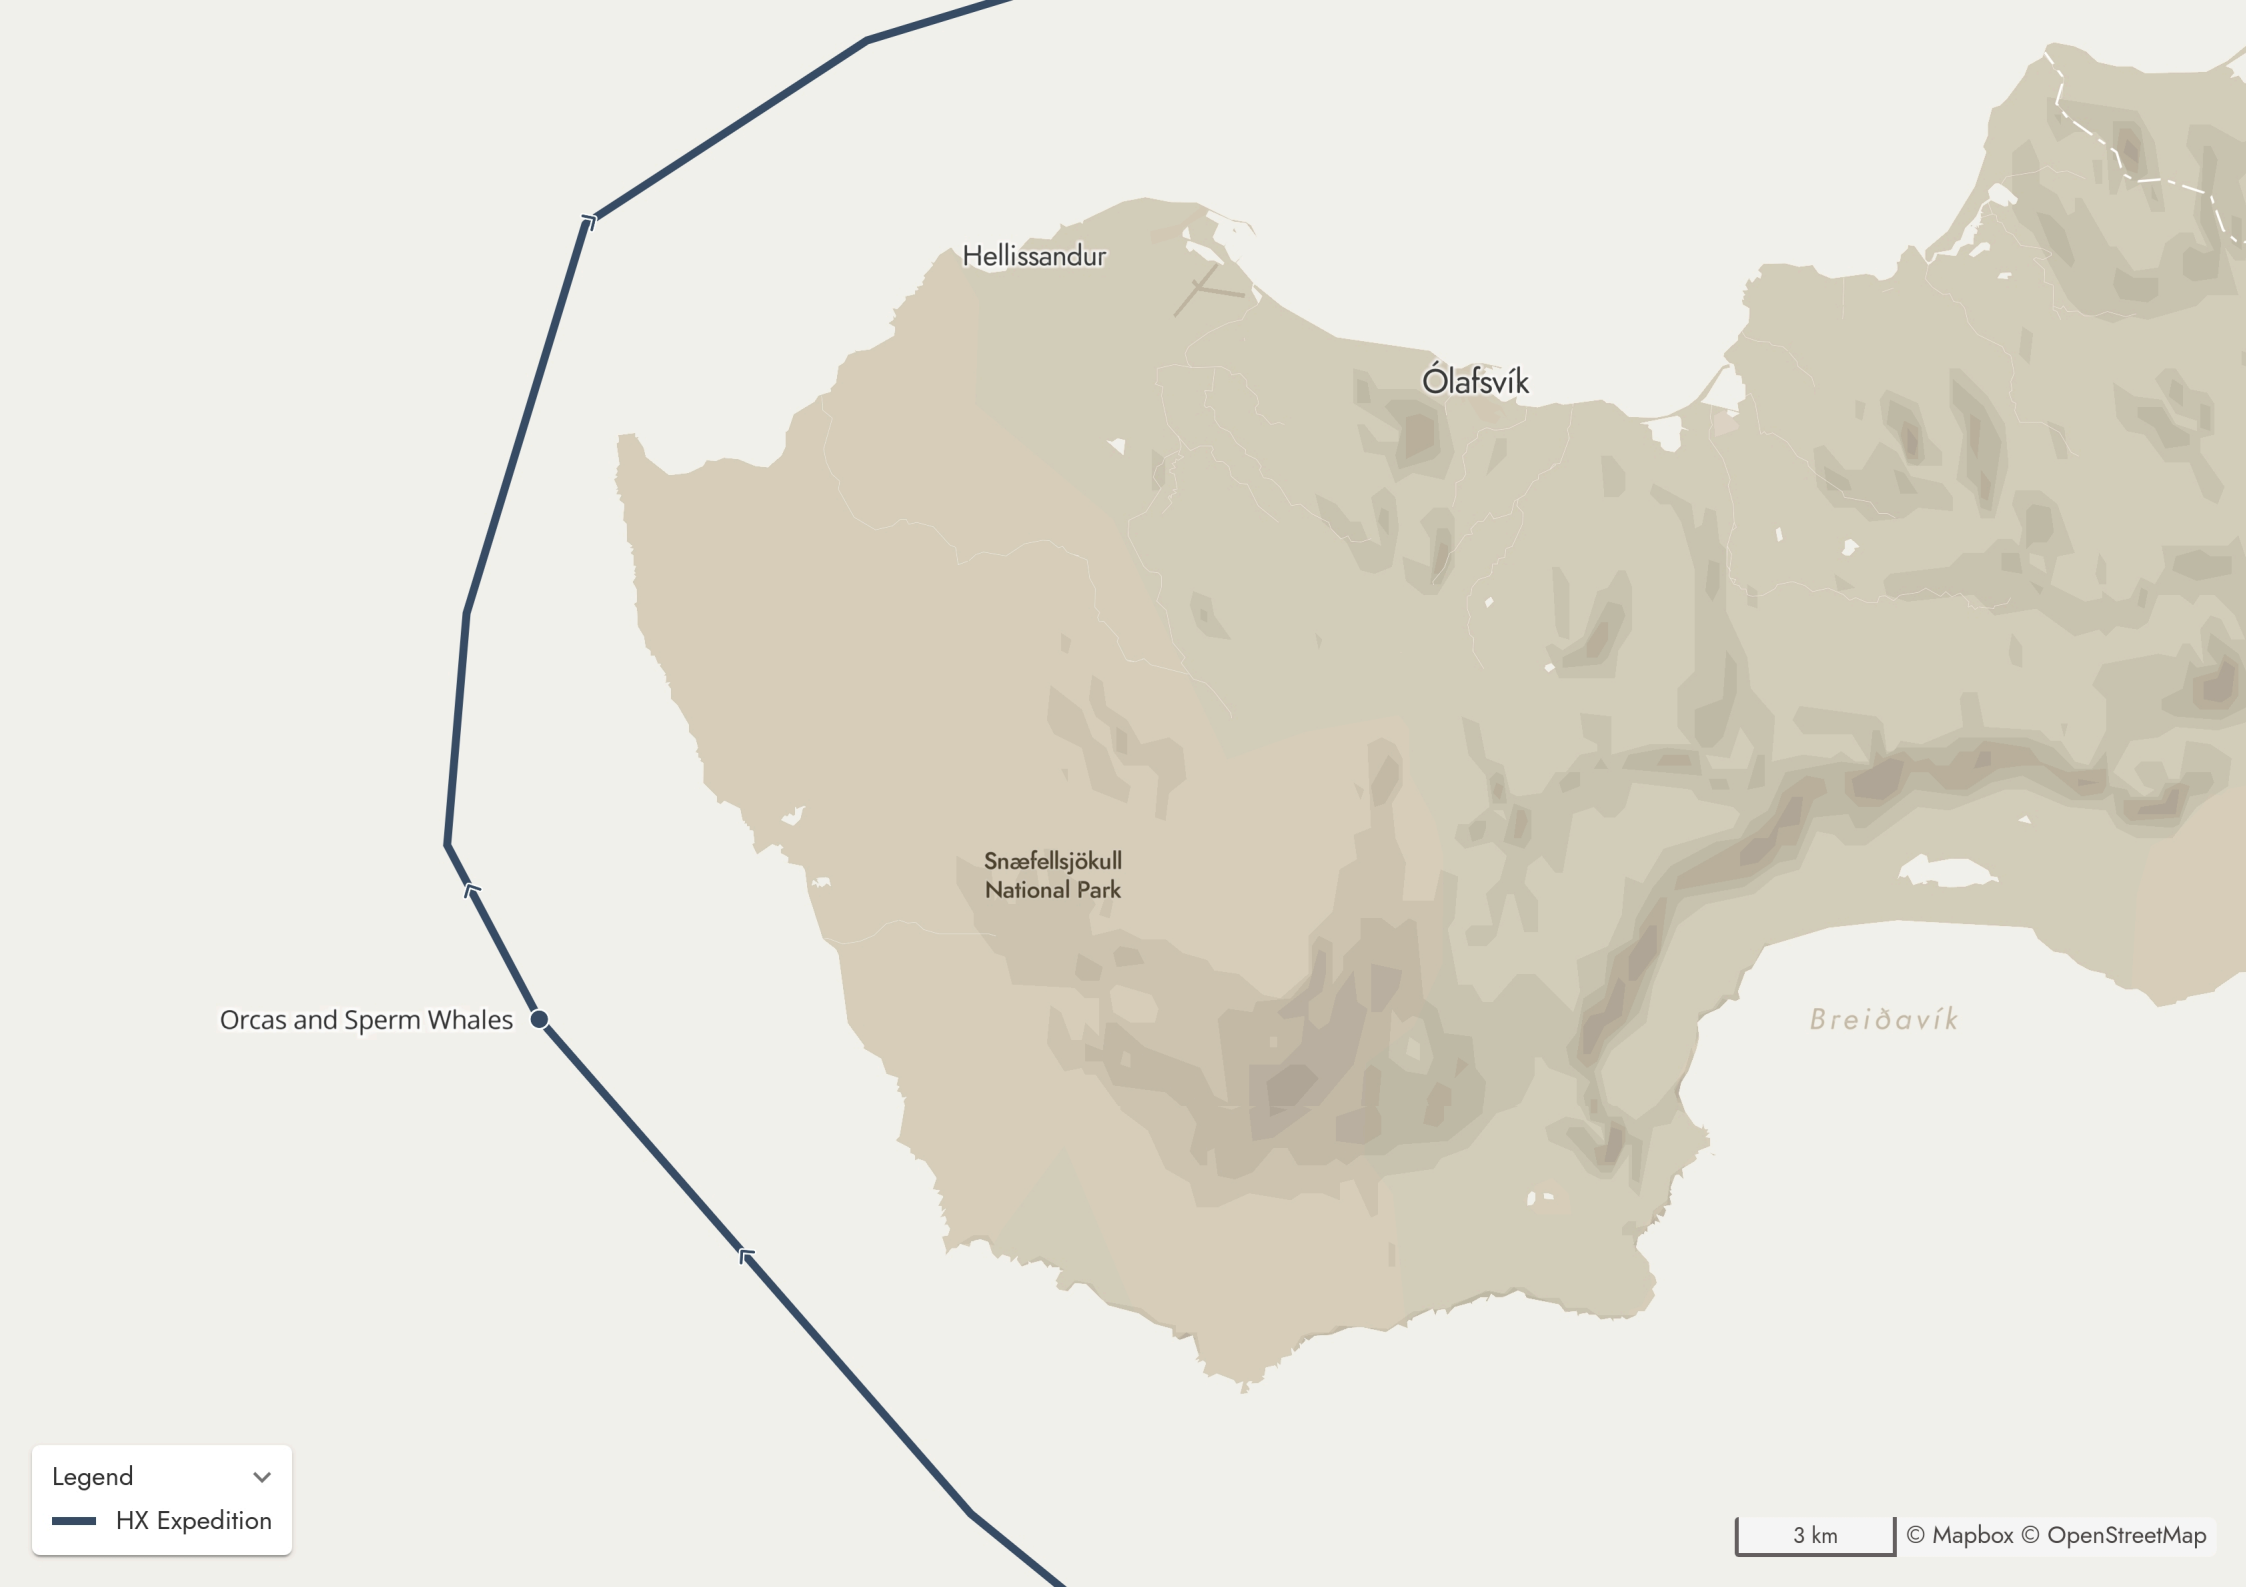 Hellissandur
Ólafsvík
Snæfellsjökull
National Park
Orcas and Sperm Whales
Breiðavík
Legend
HX Expedition
3 km
© Mapbox © OpenStreetMap